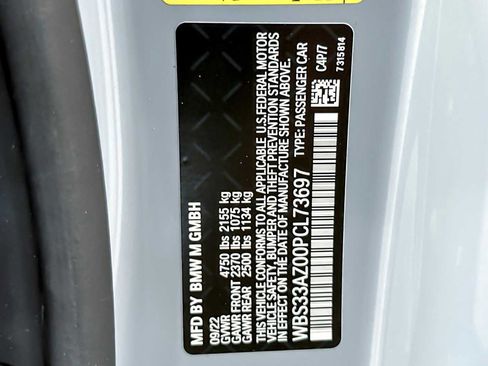 MFD BY BMW M GMBH
09/22
GVWR 4750 lbs 2155 kg
GAWR FRONT 2370 lbs 1075 kg
GAWR REAR 2500 lbs 1134 kg
THIS VEHICLE CONFORMS TO ALL APPLICABLE U.S.FEDERAL MOTOR
VEHICLE SAFETY, BUMPER AND THEFT PREVENTION STANDARDS
IN EFFECT ON THE DATE OF MANUFACTURE SHOWN ABOVE.
WBS33AZ00PCL73697 TYPE: PASSENGER CAR
C4P/7
7315814